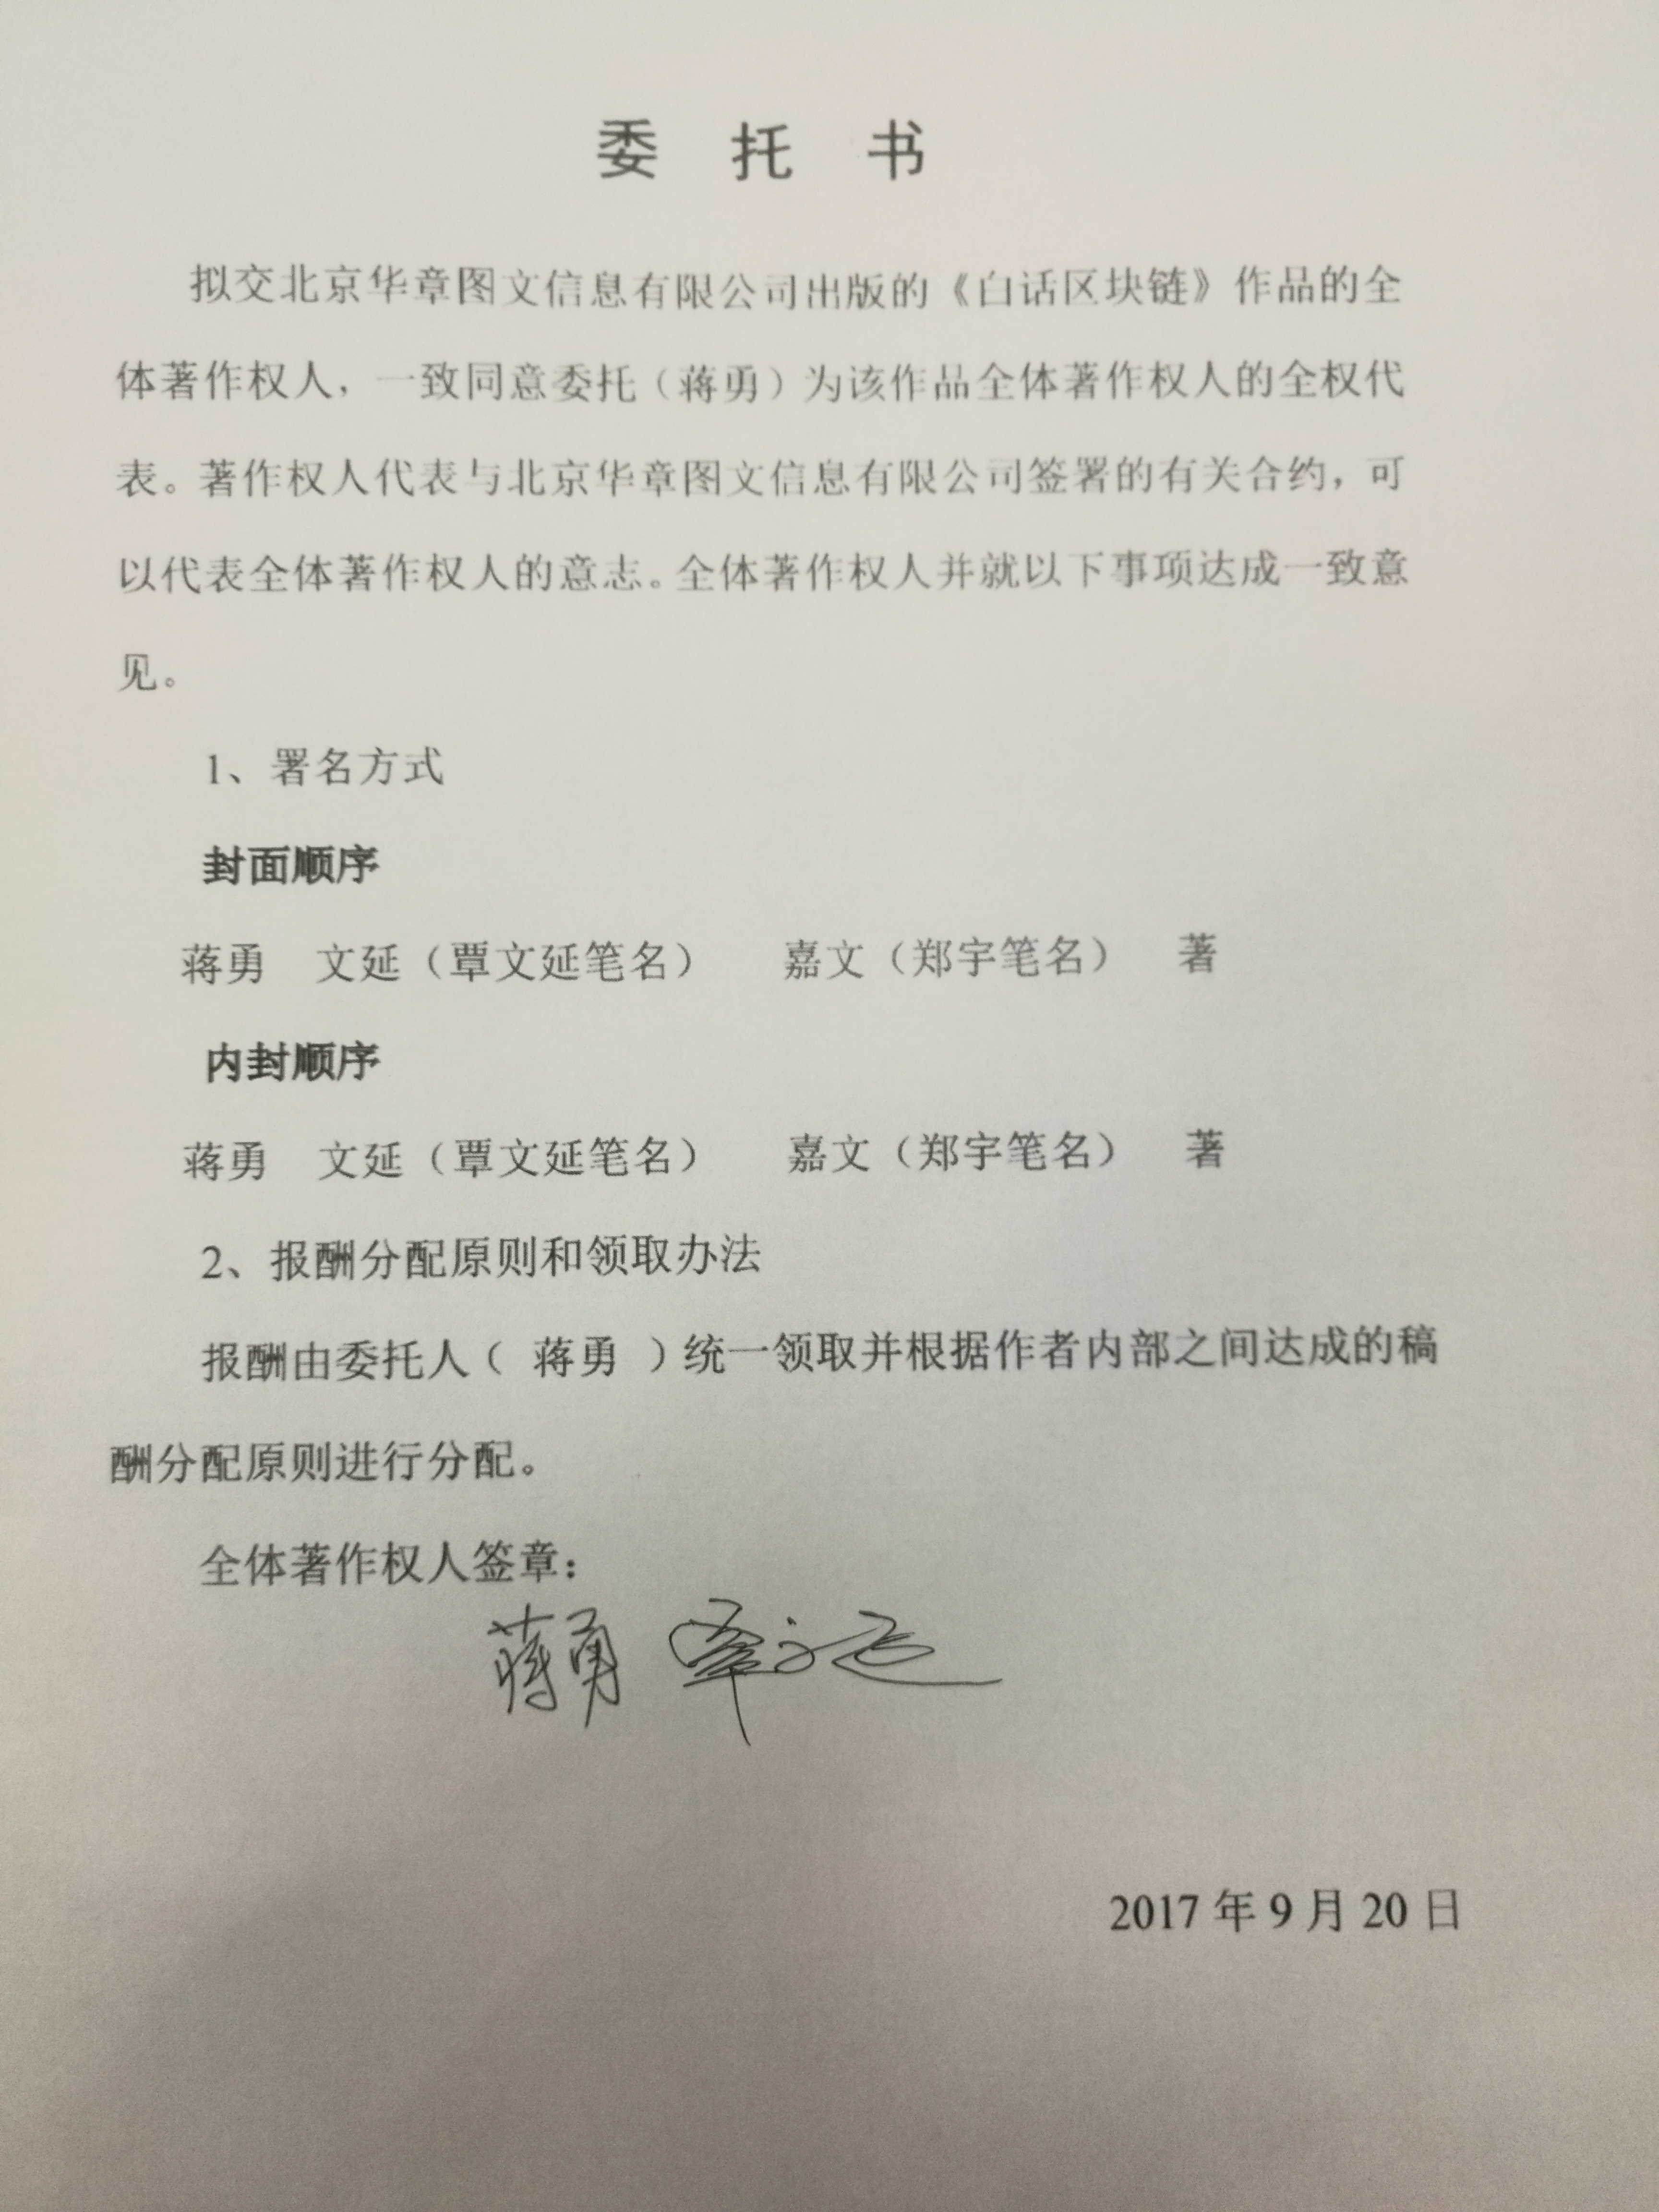 委 托 书
拟交北京华章图文信息有限公司出版的《白话区块链》作品的全
体著作权人，一致同意委托（蒋勇）为该作品全体著作权人的全权代
表。著作权人代表与北京华章图文信息有限公司签署的有关合约，可
以代表全体著作权人的意志。全体著作权人并就以下事项达成一致意
见。
1、署名方式
封面顺序
蒋勇 文延（覃文延笔名） 嘉文（郑宇笔名） 著
内封顺序
蒋勇 文延（覃文延笔名） 嘉文（郑宇笔名） 著
2、报酬分配原则和领取办法
报酬由委托人（ 蒋勇 ）统一领取并根据作者内部之间达成的稿
酬分配原则进行分配。
全体著作权人签章：
蒋勇 覃文延
2017 年 9 月 20 日